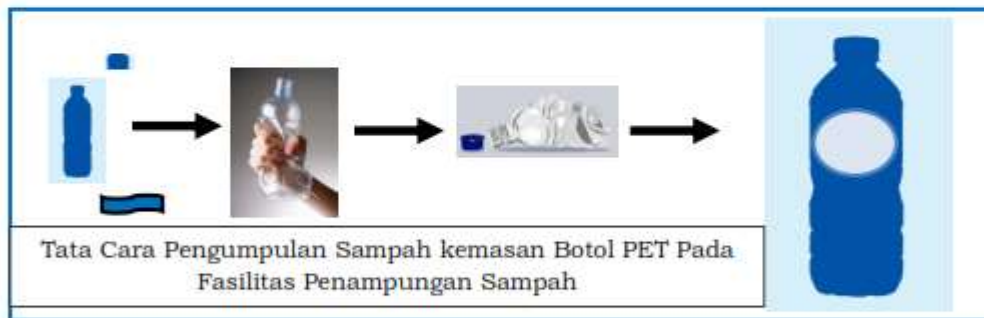 Tata Cara Pengumpulan Sampah kemasan Botol PET Pada
Fasilitas Penampungan Sampah